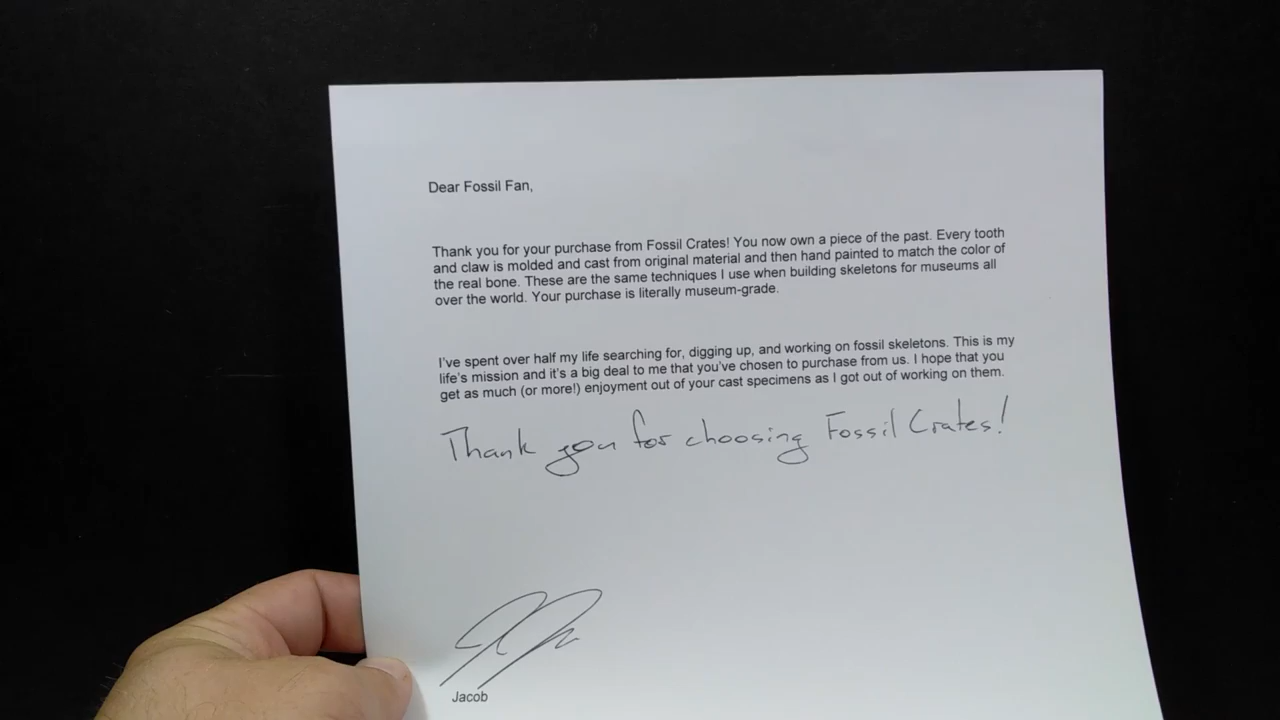 Dear Fossil Fan,
Thank you for your purchase from Fossil Crates! You now own a piece of the past. Every tooth
and claw is molded and cast from original material and then hand painted to match the color of
the real bone. These are the same techniques I use when building skeletons for museums all
over the world. Your purchase is literally museum-grade.
I've spent over half my life searching for, digging up, and working on fossil skeletons. This is my
life's mission and it's a big deal to me that you've chosen to purchase from us. I hope that you
get as much (or more!) enjoyment out of your cast specimens as I got out of working on them.
Thank you for choosing Fossil Crates!
Jacob